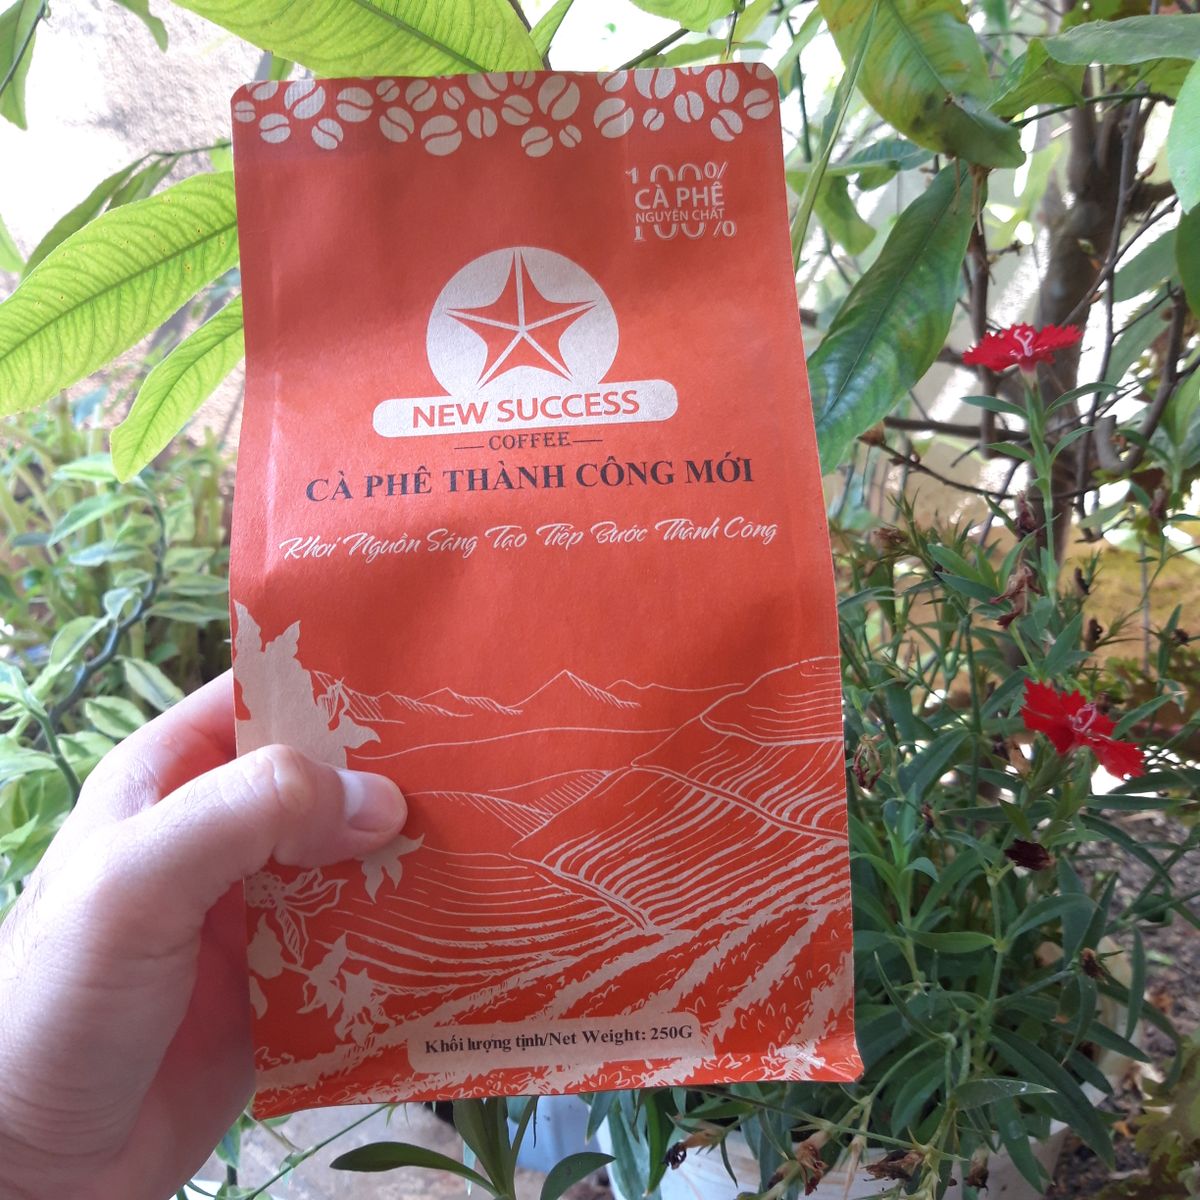 100%
CÀ PHÊ
NGUYÊN CHẤT
100%
NEW SUCCESS
COFFEE
CÀ PHÊ THÀNH CÔNG MỚI
Khơi Nguồn Sáng Tạo Tiếp Bước Thành Công
Khối lượng tịnh/Net Weight: 250G